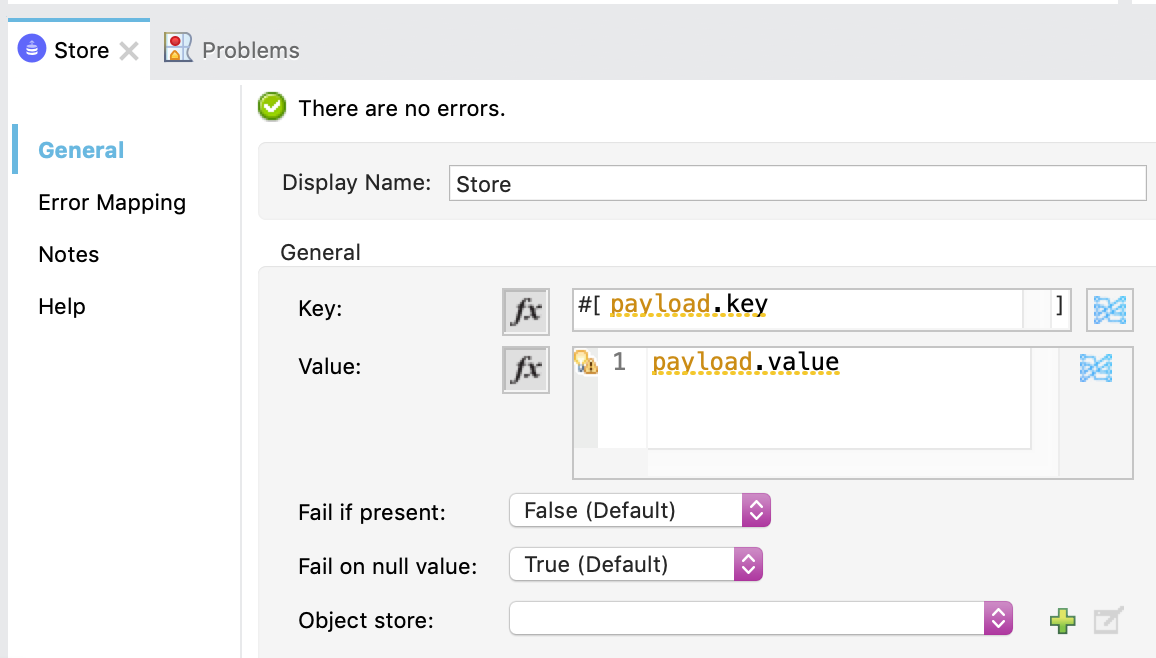 Store Problems
There are no errors.
General
Display Name: Store
Error Mapping
Notes
General
Help
Key: fx #[ payload.key ]
Value: fx 1 payload.value
Fail if present: False (Default)
Fail on null value: True (Default)
Object store: